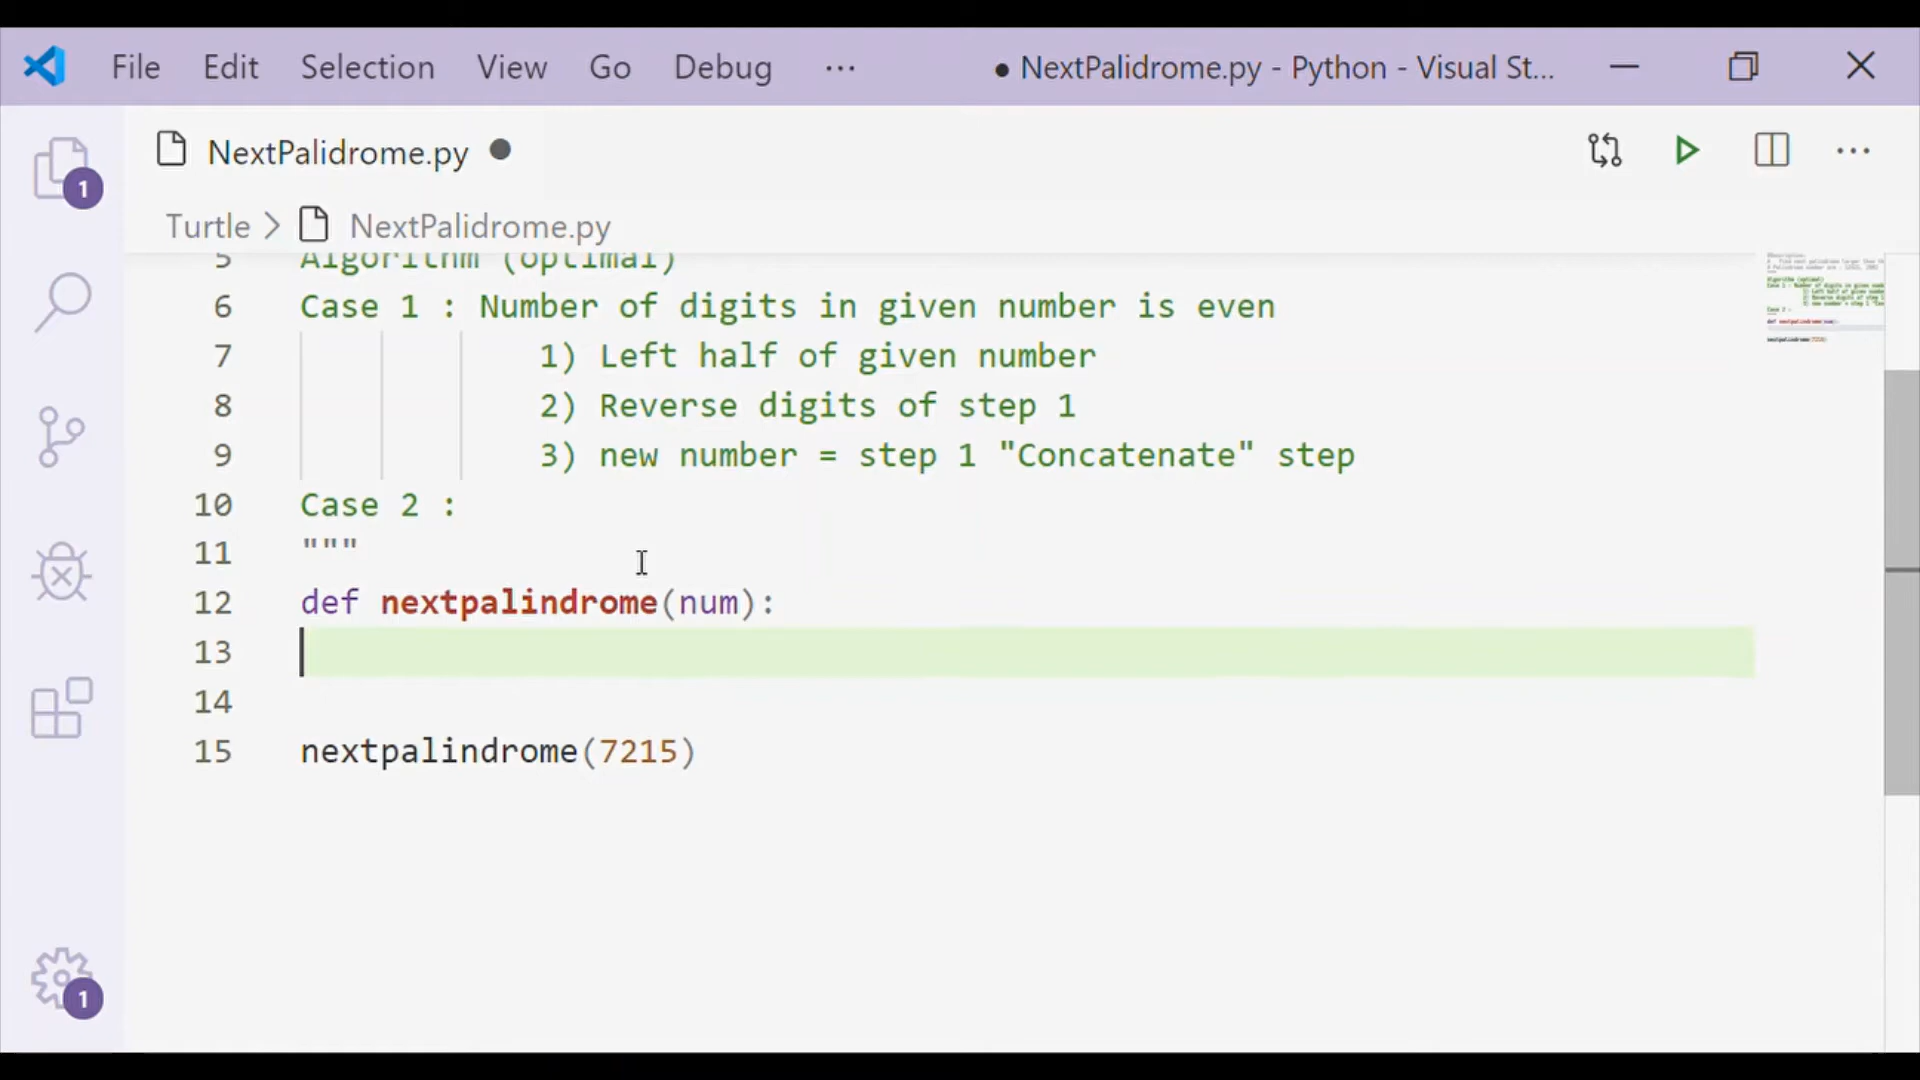 File Edit Selection View Go Debug ··· ● NextPalidrome.py - Python - Visual St...
NextPalidrome.py ●
Turtle > NextPalidrome.py
5 Algorithm (optimal)
6 Case 1 : Number of digits in given number is even
7 1) Left half of given number
8 2) Reverse digits of step 1
9 3) new number = step 1 "Concatenate" step
10 Case 2 :
11 """
12 def nextpalindrome(num):
13
14
15 nextpalindrome(7215)
1
1